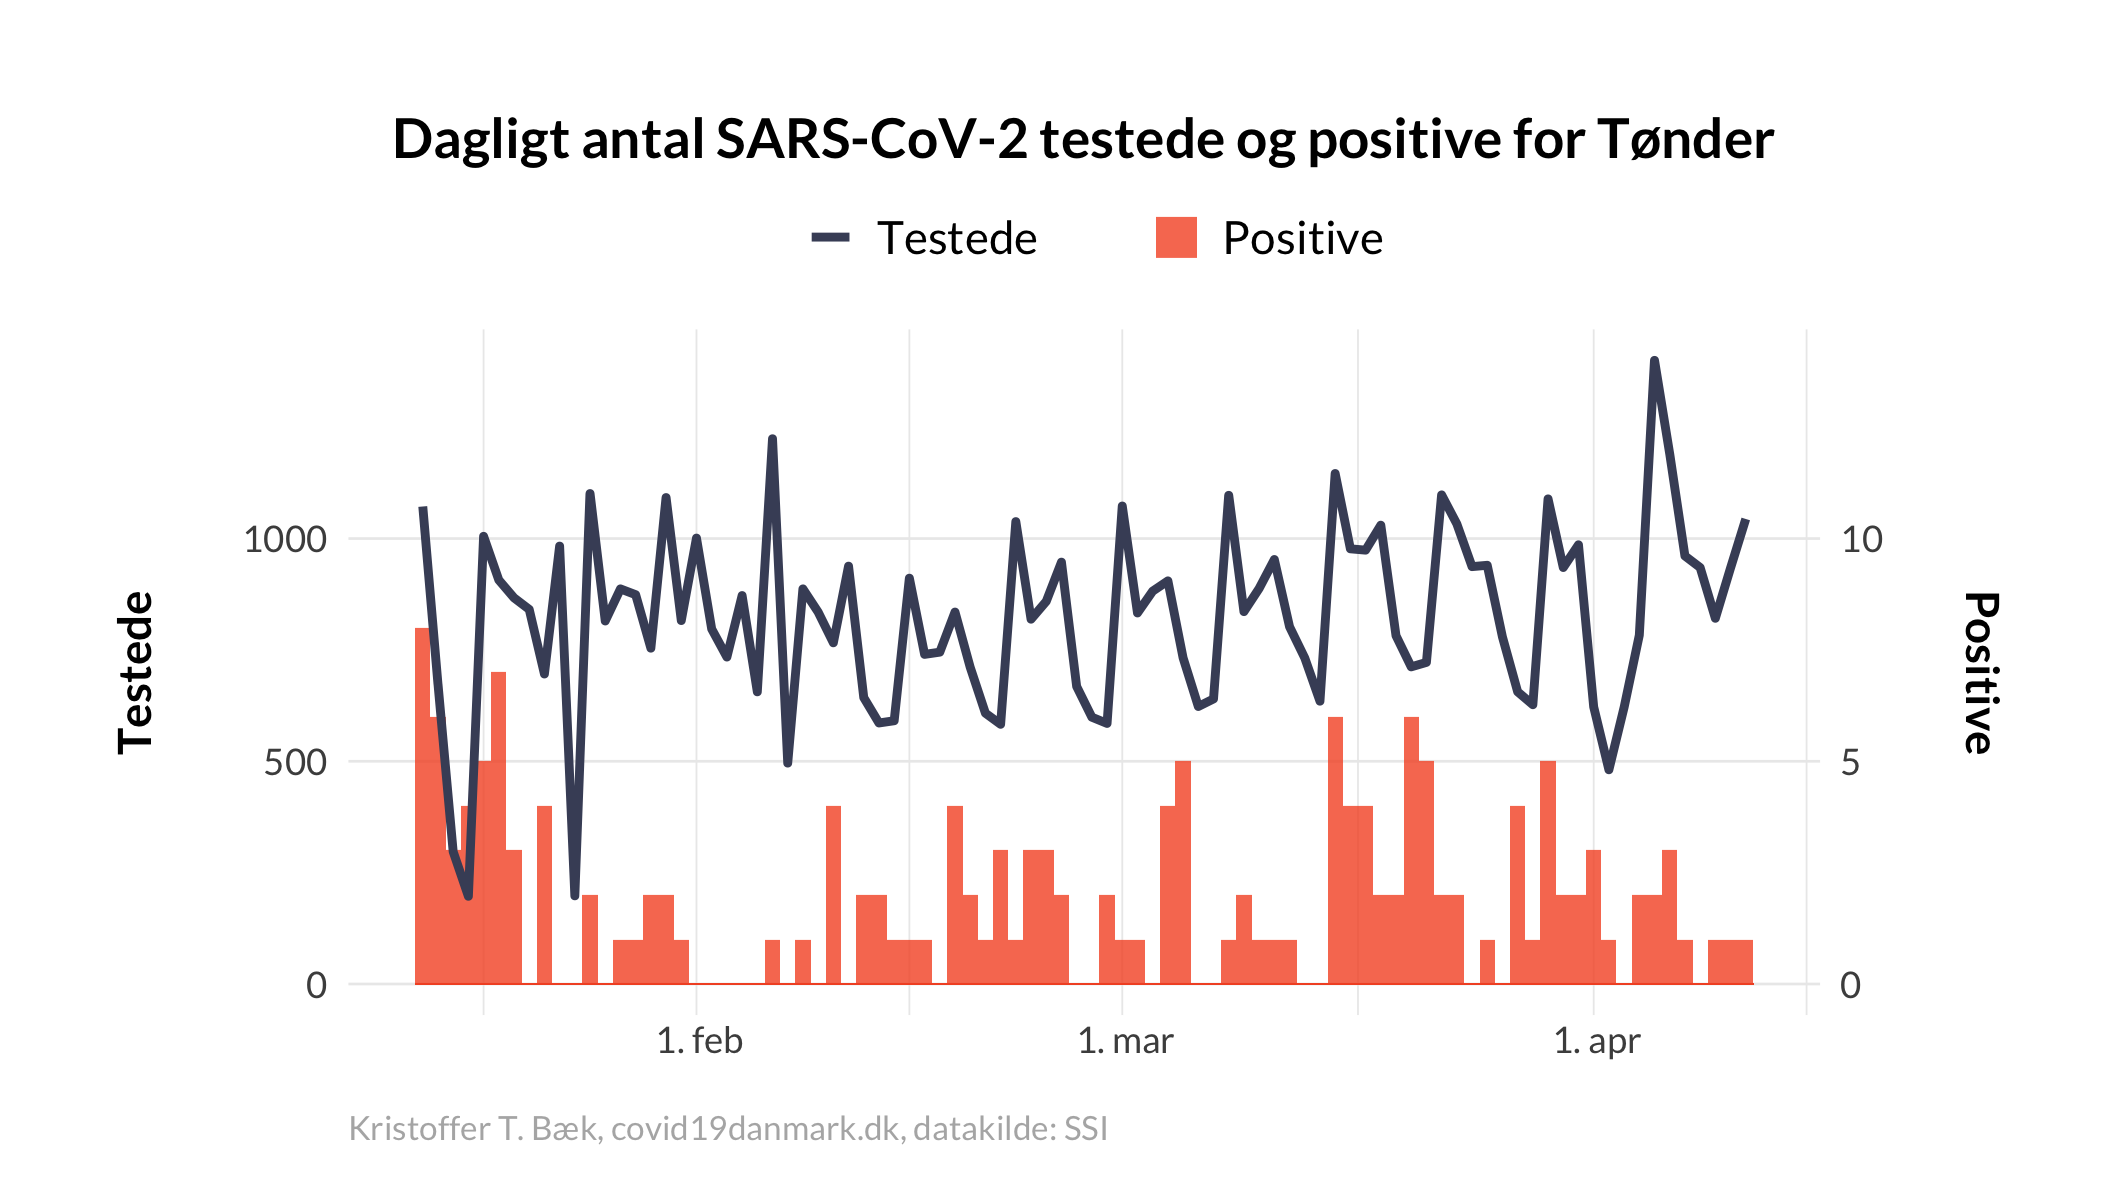 Dagligt antal SARS-CoV-2 testede og positive for Tønder
Testede
Positive
Testede
1000
500
0
10
5
0
Positive
1. feb
1. mar
1. apr
Kristoffer T. Bæk, covid19danmark.dk, datakilde: SSI